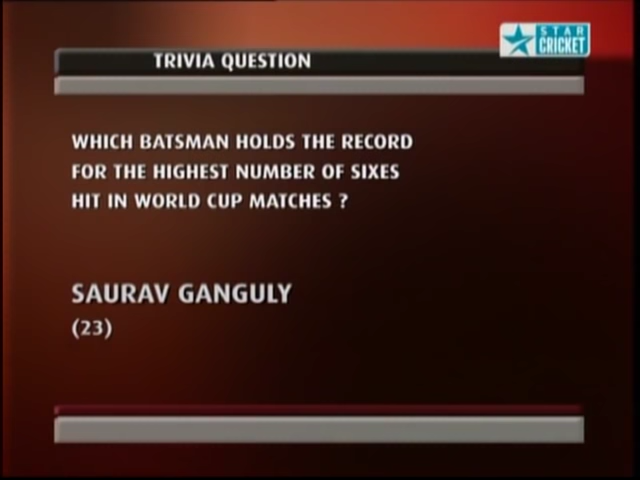 STAR
CRICKET
TRIVIA QUESTION
WHICH BATSMAN HOLDS THE RECORD
FOR THE HIGHEST NUMBER OF SIXES
HIT IN WORLD CUP MATCHES ?
SAURAV GANGULY
(23)